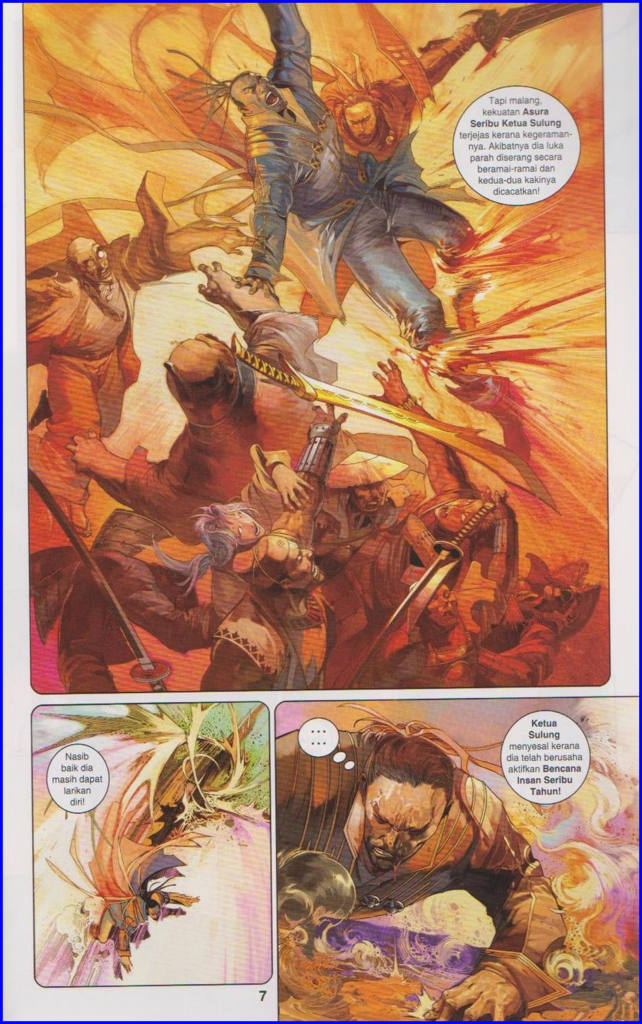 Tapi malang,
kekuatan Asura
Seribu Ketua Sulung
terjejas kerana kegeraman-
nya. Akibatnya dia luka
parah diserang secara
beramai-ramai dan
kedua-dua kakinya
dicacatkan!
Nasib
baik dia
masih dapat
larikan
diri!
...
...
Ketua
Sulung
menyesal kerana
dia telah berusaha
aktifkan Bencana
Insan Seribu
Tahun!
7